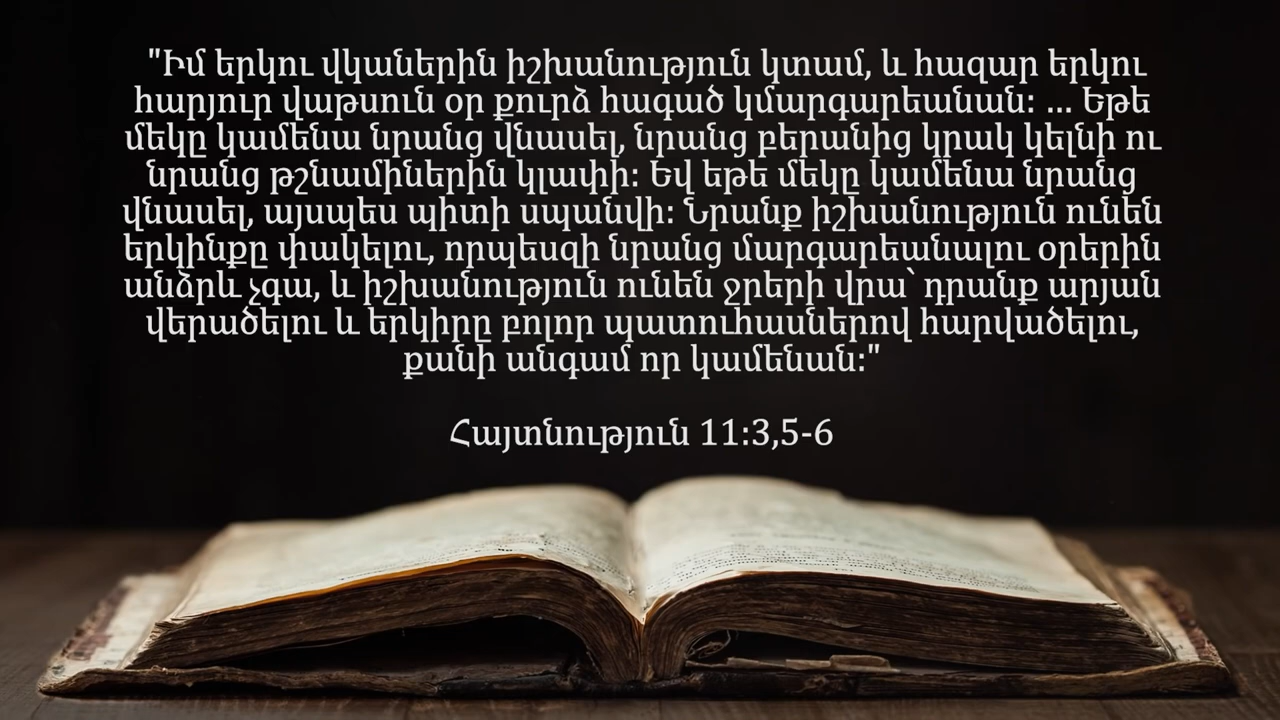 "Իմ երկու վկաներին իշխանություն կտամ, և հազար երկու
հարյուր վաթսուն օր քուրձ հագած կմարգարեանան: ... Եթե
մեկը կամենա նրանց վնասել, նրանց բերանից կրակ կելնի ու
նրանց թշնամիներին կլափի: Եվ եթե մեկը կամենա նրանց
վնասել, այսպես պիտի սպանվի: Նրանք իշխանություն ունեն
երկինքը փակելու, որպեսզի նրանց մարգարեանալու օրերին
անձրև չգա, և իշխանություն ունեն ջրերի վրա՝ դրանք արյան
վերածելու և երկիրը բոլոր պատուհասներով հարվածելու,
քանի անգամ որ կամենան:"
Հայտնություն 11:3,5-6